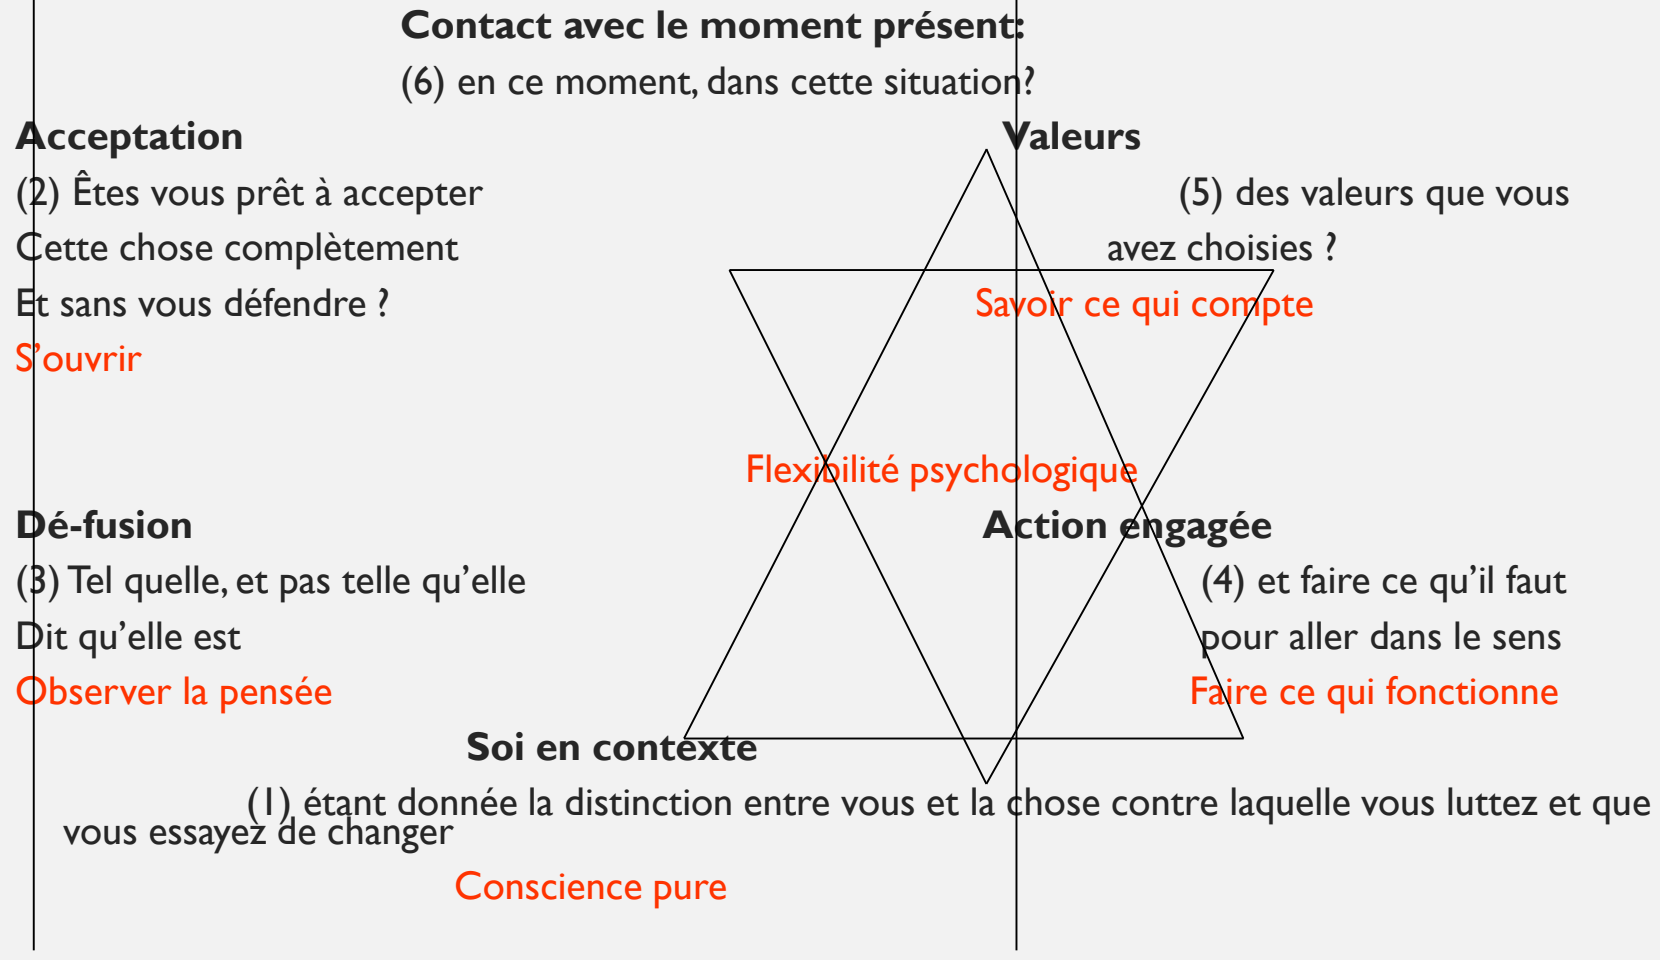 Contact avec le moment présent:
(6) en ce moment, dans cette situation?
Acceptation
Valeurs
(2) Êtes vous prêt à accepter
(5) des valeurs que vous
Cette chose complètement
avez choisies ?
Et sans vous défendre ?
Savoir ce qui compte
S’ouvrir
Flexibilité psychologique
Dé-fusion
Action engagée
(3) Tel quelle, et pas telle qu’elle
(4) et faire ce qu’il faut
Dit qu’elle est
pour aller dans le sens
Observer la pensée
Faire ce qui fonctionne
Soi en contexte
(1) étant donnée la distinction entre vous et la chose contre laquelle vous luttez et que
vous essayez de changer
Conscience pure